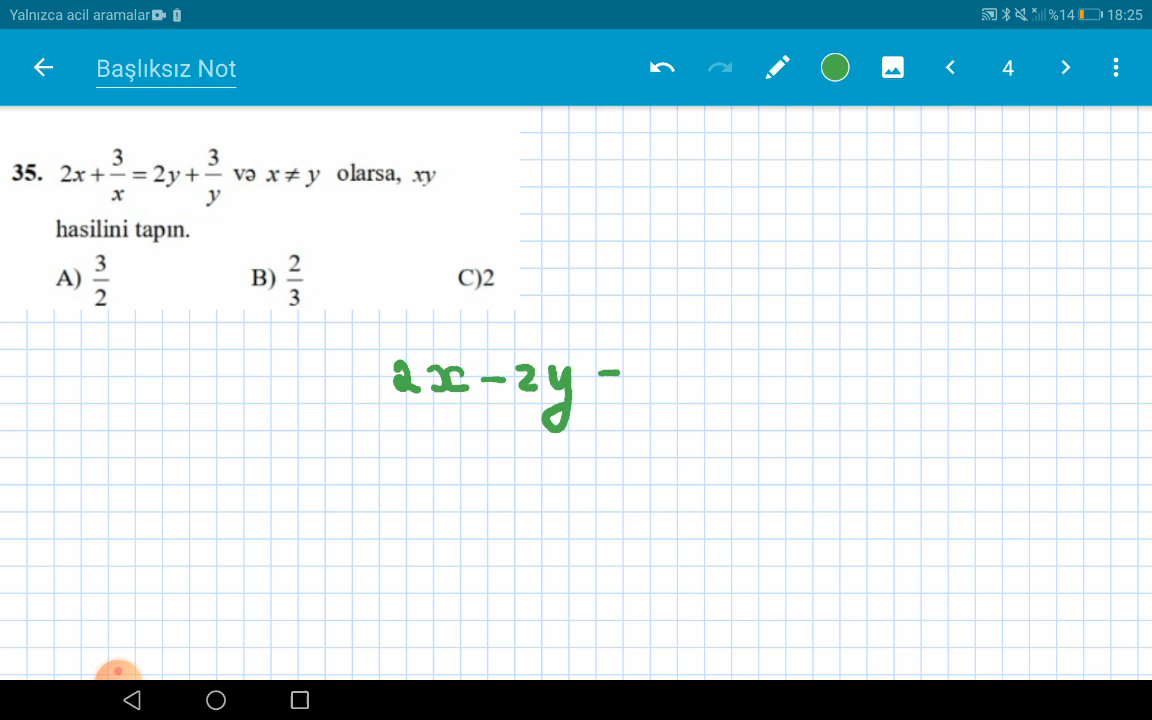 Yalnızca acil aramalar %14 18:25
Başlıksız Not 4
35. 2x + 3/x = 2y + 3/y və x ≠ y olarsa, xy
hasilini tapın.
A) 3/2 B) 2/3 C)2
2x - 2y -